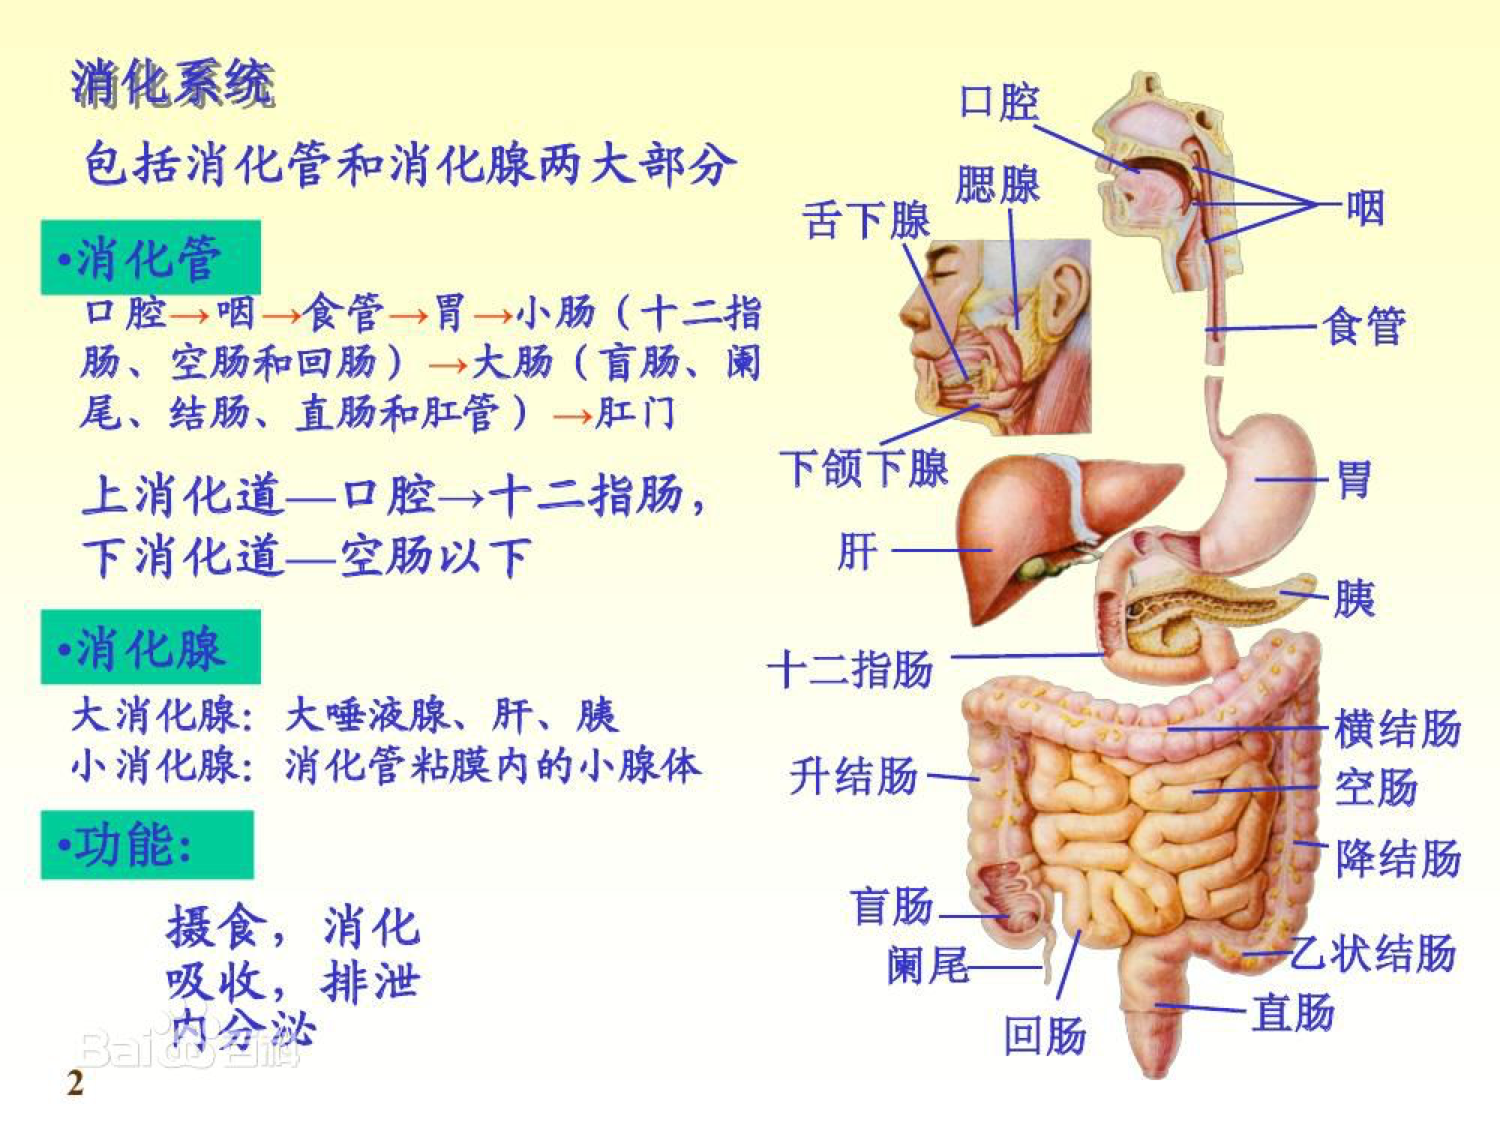 消化系统
包括消化管和消化腺两大部分
•消化管
口腔→咽→食管→胃→小肠（十二指
肠、空肠和回肠）→大肠（盲肠、阑
尾、结肠、直肠和肛管）→肛门
上消化道—口腔→十二指肠，
下消化道—空肠以下
•消化腺
大消化腺：大唾液腺、肝、胰
小消化腺：消化管粘膜内的小腺体
•功能：
摄食，消化
吸收，排泄
内分泌
Baidu百科
2
口腔
腮腺
舌下腺
咽
食管
下颌下腺
胃
肝
胰
十二指肠
横结肠
升结肠
空肠
降结肠
盲肠
阑尾
乙状结肠
直肠
回肠